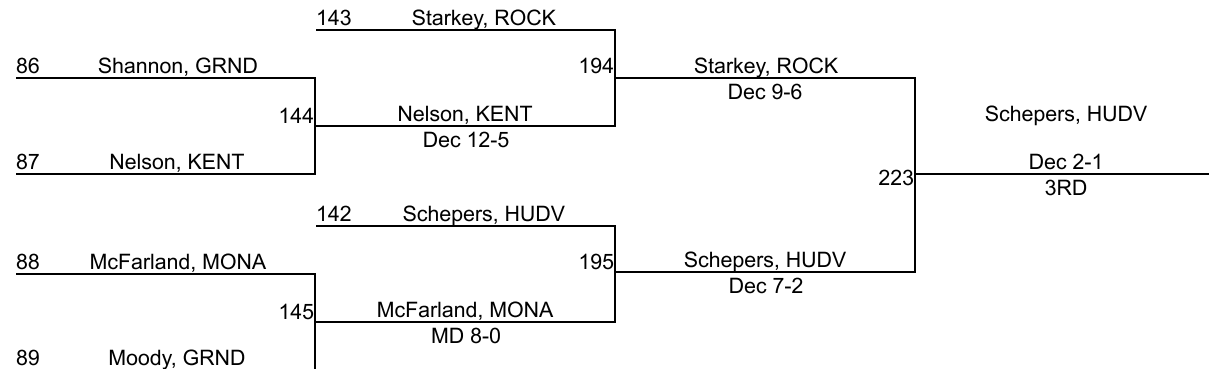 143 Starkey, ROCK
86 Shannon, GRND
194 Starkey, ROCK
Dec 9-6
144 Nelson, KENT
Dec 12-5
Schepers, HUDV
87 Nelson, KENT
Dec 2-1
223
3RD
142 Schepers, HUDV
88 McFarland, MONA
195 Schepers, HUDV
Dec 7-2
145 McFarland, MONA
MD 8-0
89 Moody, GRND